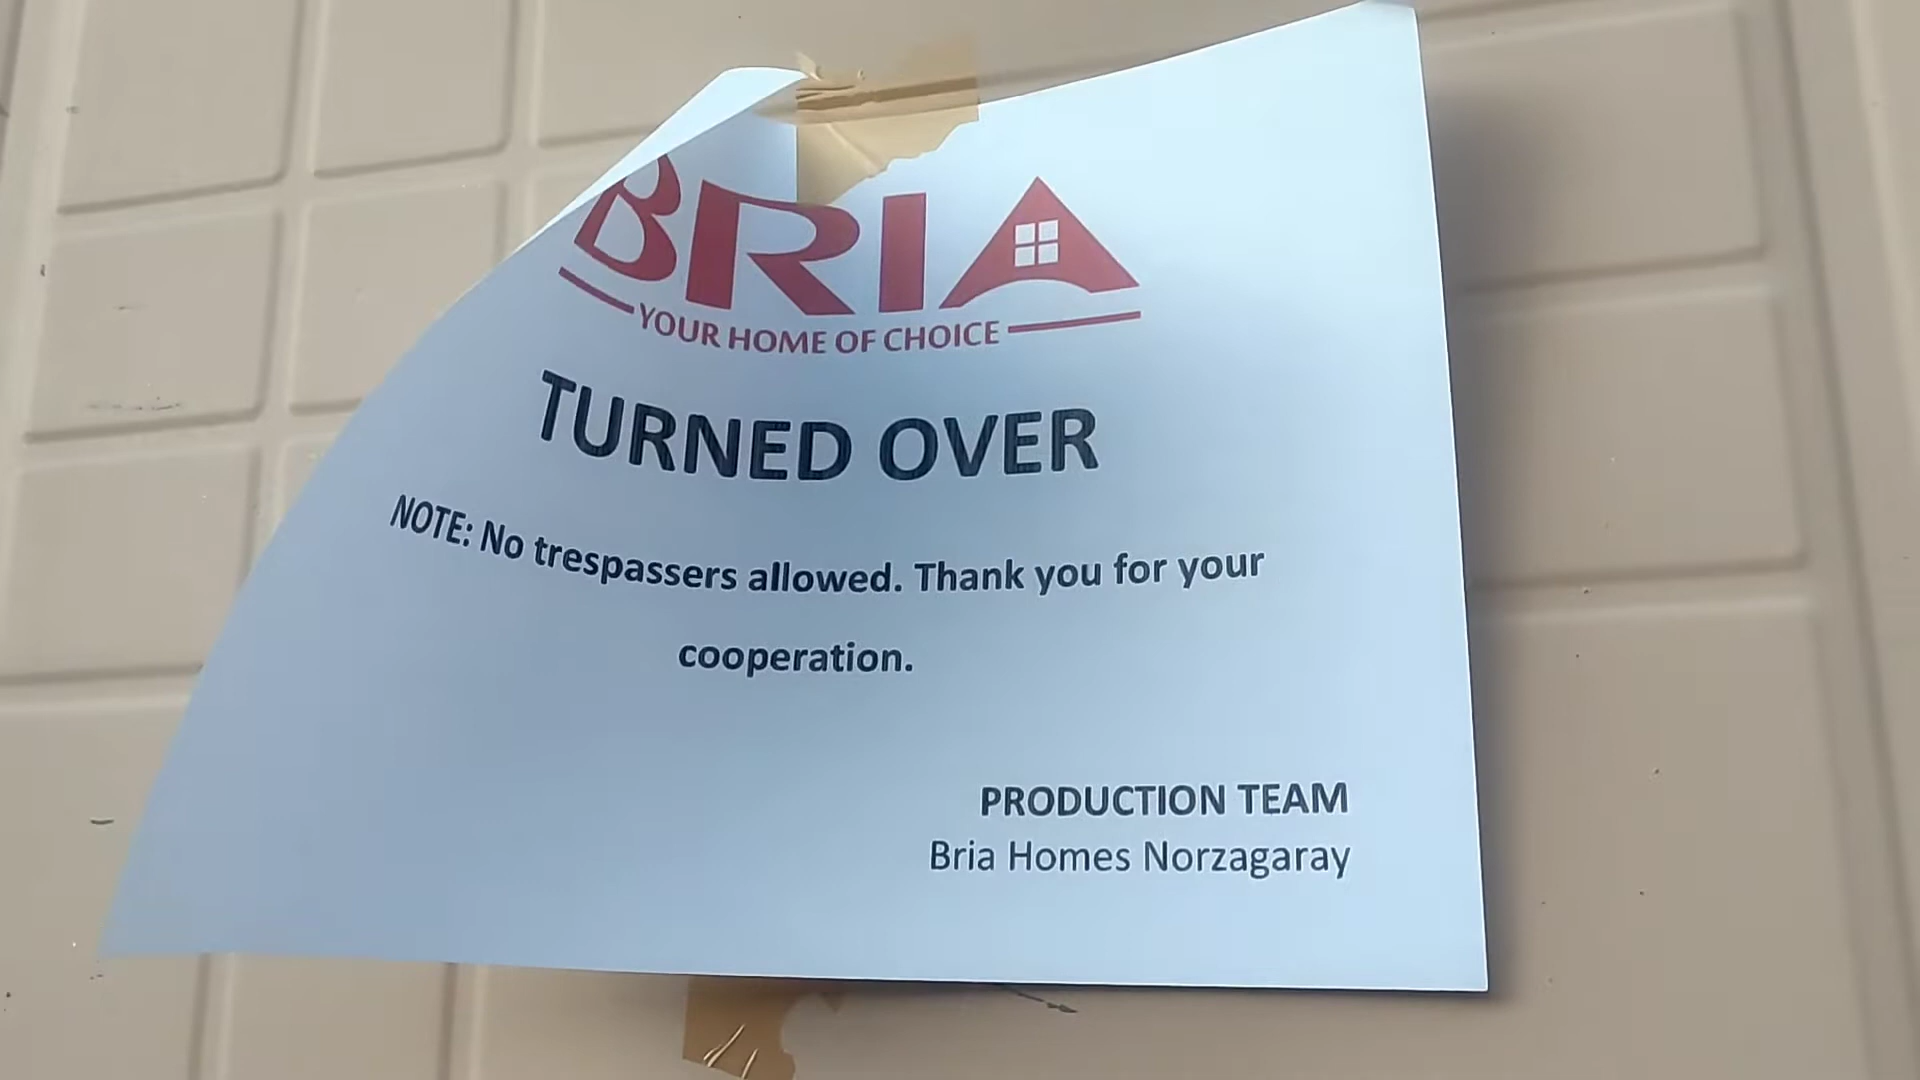 BRIA
YOUR HOME OF CHOICE
TURNED OVER
NOTE: No trespassers allowed. Thank you for your
cooperation.
PRODUCTION TEAM
Bria Homes Norzagaray